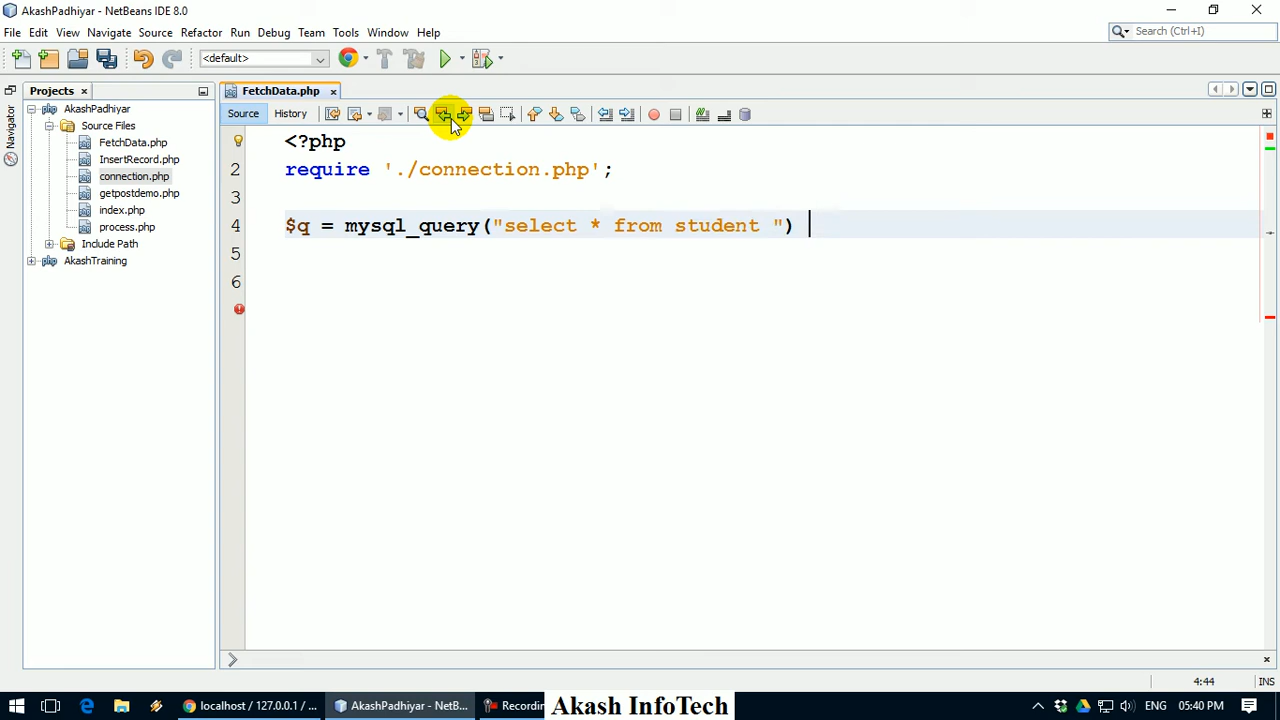 AkashPadhiyar - NetBeans IDE 8.0
File Edit View Navigate Source Refactor Run Debug Team Tools Window Help
Search (Ctrl+I)
<default>
Projects
FetchData.php
Source History
Navigator
AkashPadhiyar
Source Files
FetchData.php
InsertRecord.php
connection.php
getpostdemo.php
index.php
process.php
Include Path
AkashTraining
<?php
2 require './connection.php';
3
4 $q = mysql_query("select * from student ")
5
6
4:44 INS
localhost / 127.0.0.1 / ...
AkashPadhiyar - NetB...
Recordin
Akash InfoTech
ENG 05:40 PM